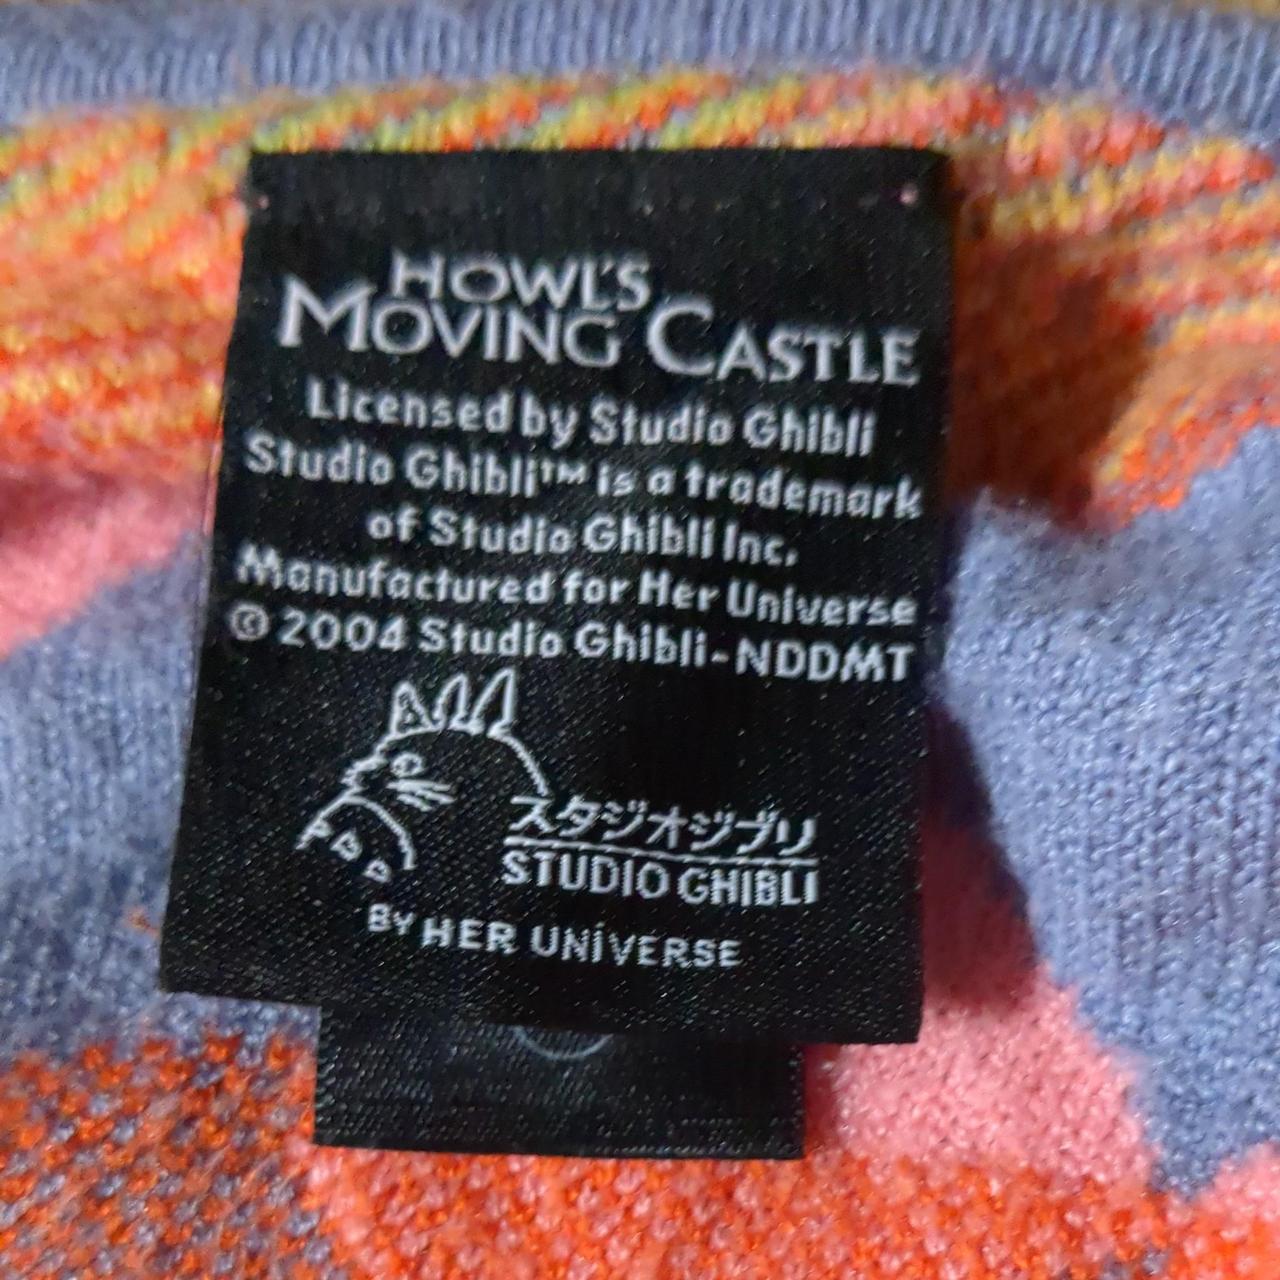 HOWL'S
MOVING CASTLE
Licensed by Studio Ghibli
Studio Ghibli™ is a trademark
of Studio Ghibli Inc.
Manufactured for Her Universe
© 2004 Studio Ghibli-NDDMT
スタジオジブリ
STUDIO GHIBLI
BY HER UNIVERSE